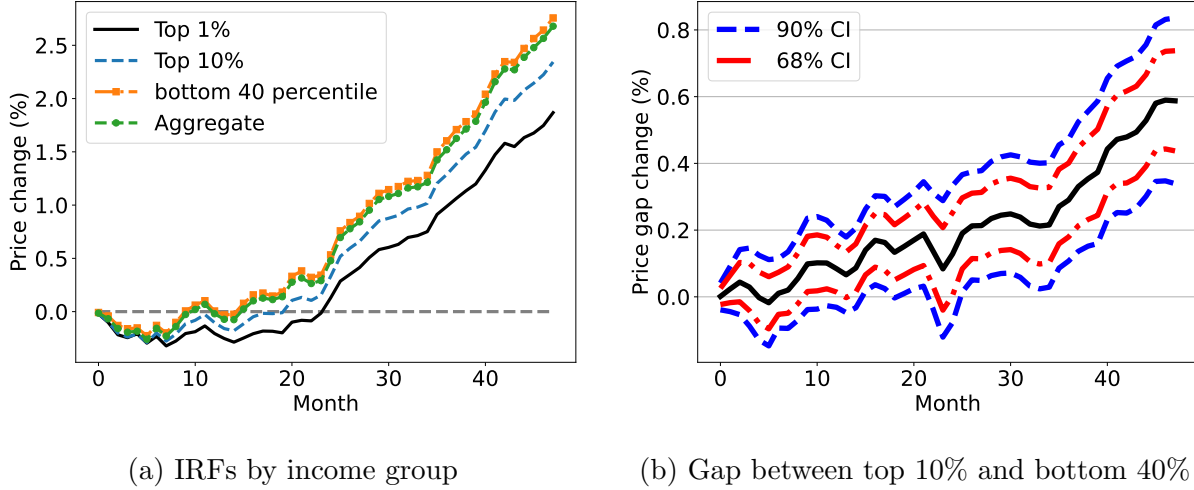 Top 1%
Top 10%
bottom 40 percentile
Aggregate
Price change (%)
2.5
2.0
1.5
1.0
0.5
0.0
0
10
20
30
40
Month
(a) IRFs by income group
90% CI
68% CI
Price gap change (%)
0.8
0.6
0.4
0.2
0.0
0
10
20
30
40
Month
(b) Gap between top 10% and bottom 40%